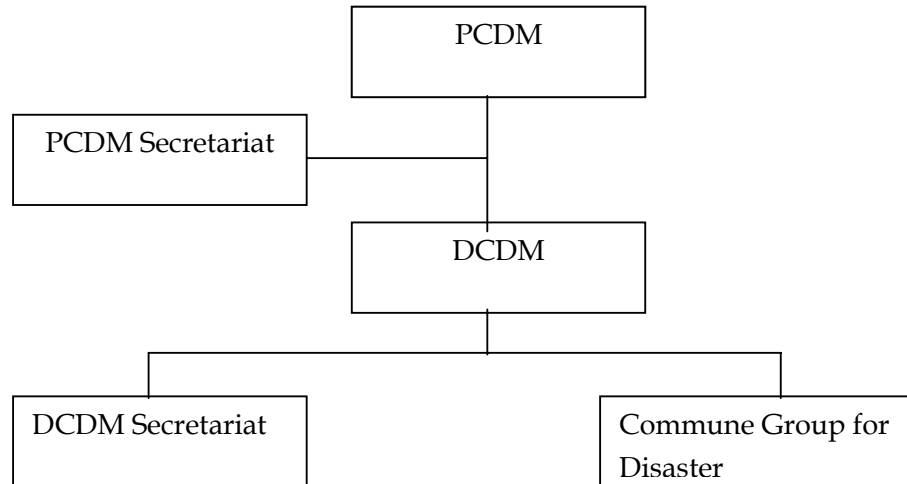 PCDM
PCDM Secretariat
DCDM
DCDM Secretariat
Commune Group for
Disaster